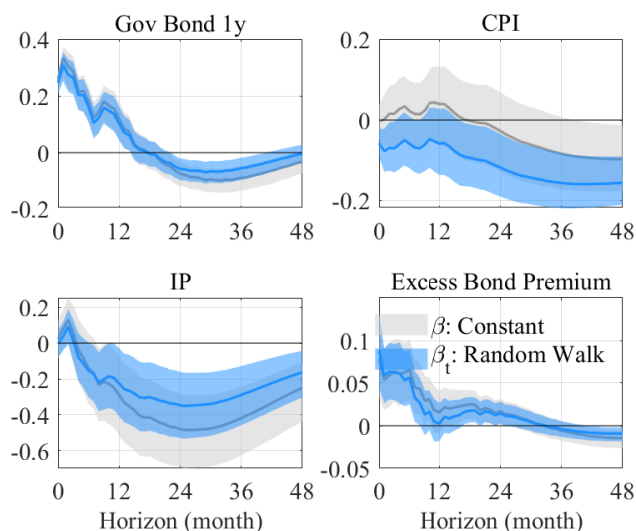 Gov Bond 1y
CPI
0.4
0.2
0
-0.2
0 12 24 36 48
0.2
0
-0.2
0 12 24 36 48
IP
Excess Bond Premium
0.2
0
-0.2
-0.4
-0.6
0 12 24 36 48
Horizon (month)
0.1
0.05
0
-0.05
0 12 24 36 48
Horizon (month)
β: Constant
βt: Random Walk